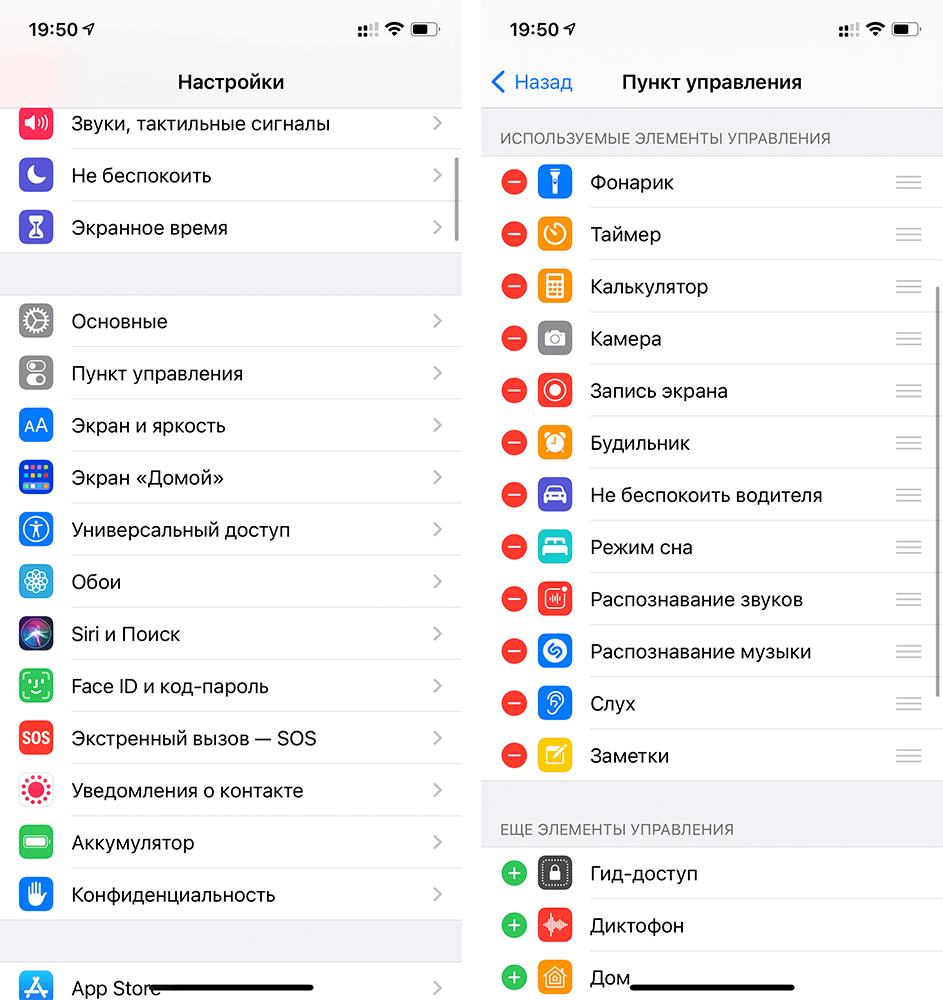 19:50
Настройки
Звуки, тактильные сигналы
Не беспокоить
Экранное время
Основные
Пункт управления
AA
Экран и яркость
Экран «Домой»
Универсальный доступ
Обои
Siri и Поиск
Face ID и код-пароль
SOS
Экстренный вызов — SOS
Уведомления о контакте
Аккумулятор
Конфиденциальность
App Store
19:50
Назад
Пункт управления
ИСПОЛЬЗУЕМЫЕ ЭЛЕМЕНТЫ УПРАВЛЕНИЯ
Фонарик
Таймер
Калькулятор
Камера
Запись экрана
Будильник
Не беспокоить водителя
Режим сна
Распознавание звуков
Распознавание музыки
Слух
Заметки
ЕЩЕ ЭЛЕМЕНТЫ УПРАВЛЕНИЯ
Гид-доступ
Диктофон
Дом